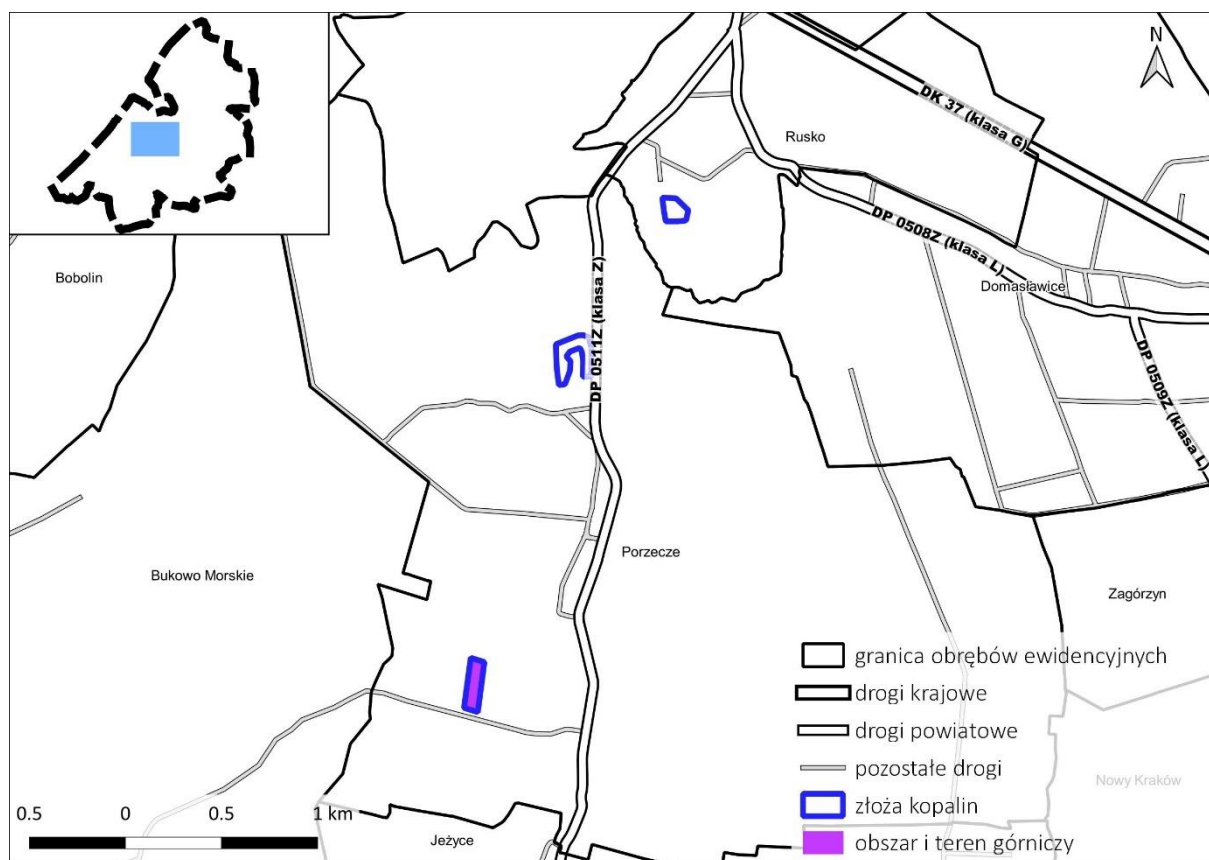 N
DK 37 (klasa G)
Rusko
DP 0508Z (klasa L)
Bobolin
Domasławice
DP 0511Z (klasa Z)
DP 0509Z (klasa L)
Porzecze
Bukowo Morskie
Zagórzyn
granica obrębów ewidencyjnych
drogi krajowe
drogi powiatowe
pozostałe drogi
Nowy Kraków
złoża kopalin
obszar i teren górniczy
0.5 0 0.5 1 km
Jeżyce